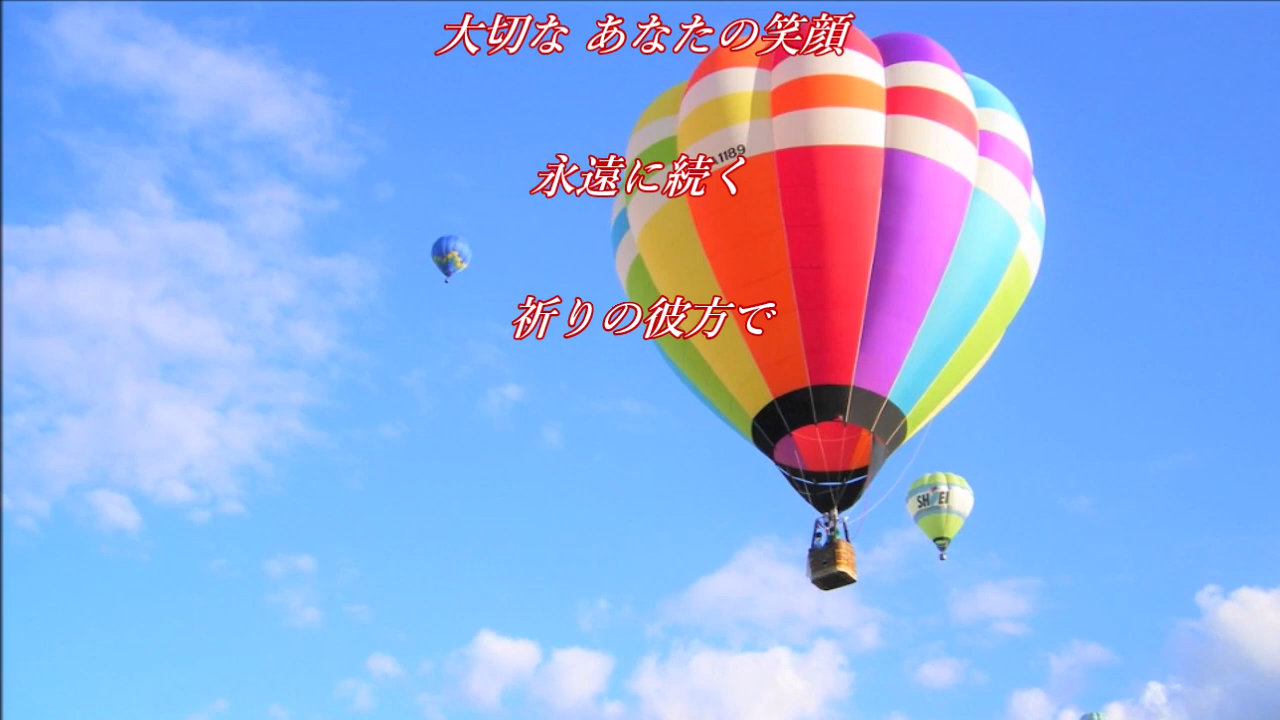 大切な あなたの笑顔
永遠に続く
祈りの彼方で
1189